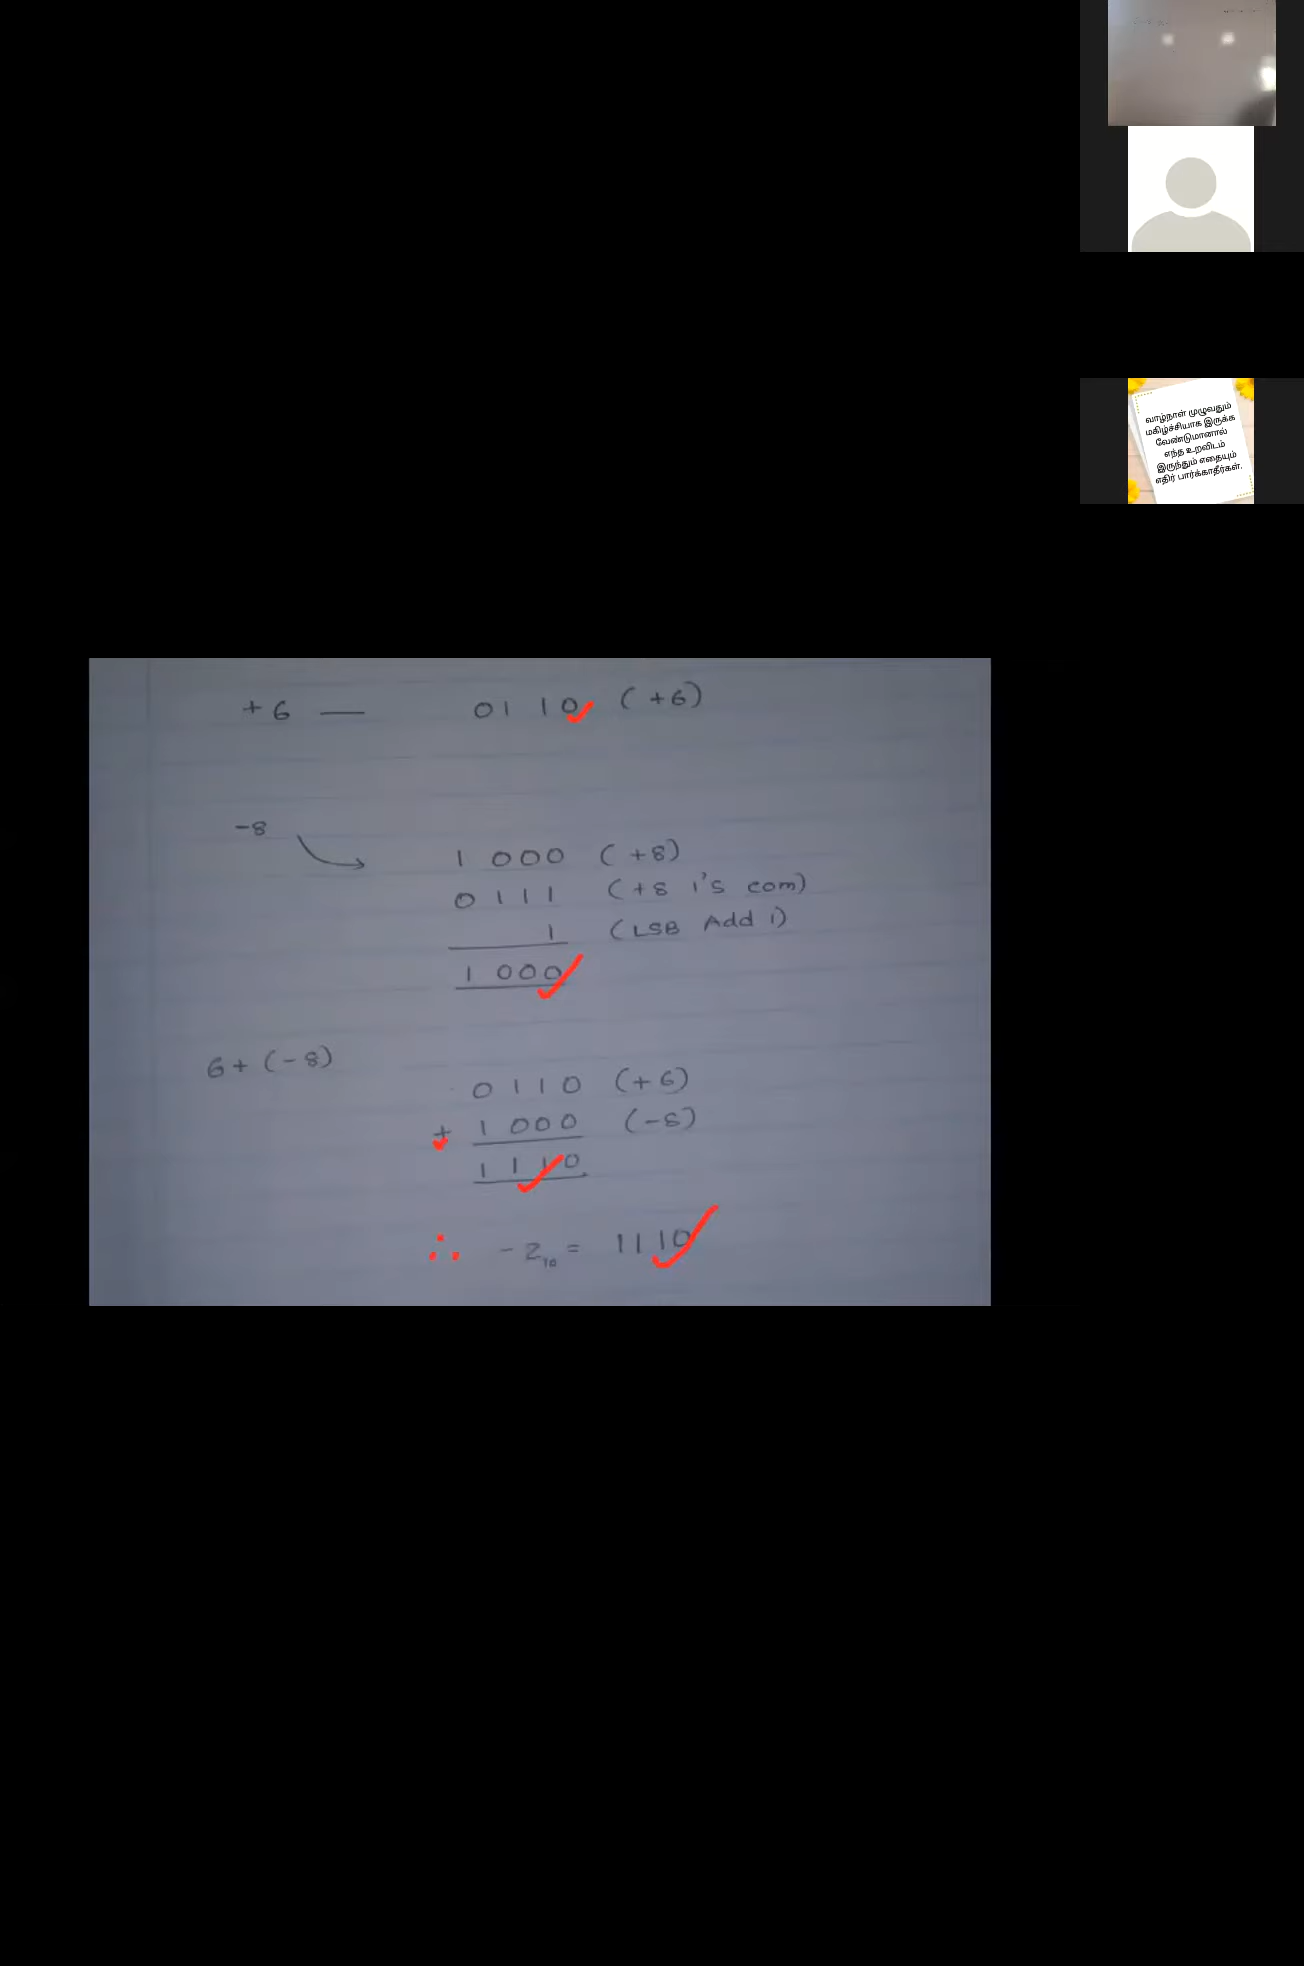 வாழ்நாள் முழுவதும்
மகிழ்ச்சியாக இருக்க
வேண்டுமானால்
எந்த உறவிடம்
இருந்தும் எதையும்
எதிர் பார்க்காதீர்கள்.
+6 — 0110 (+6)
-8
1000 (+8)
0111 (+8 1's com)
1 (LSB Add 1)
1000
6+(-8)
0110 (+6)
+ 1000 (-8)
1110
∴ -2₁₀ = 1110